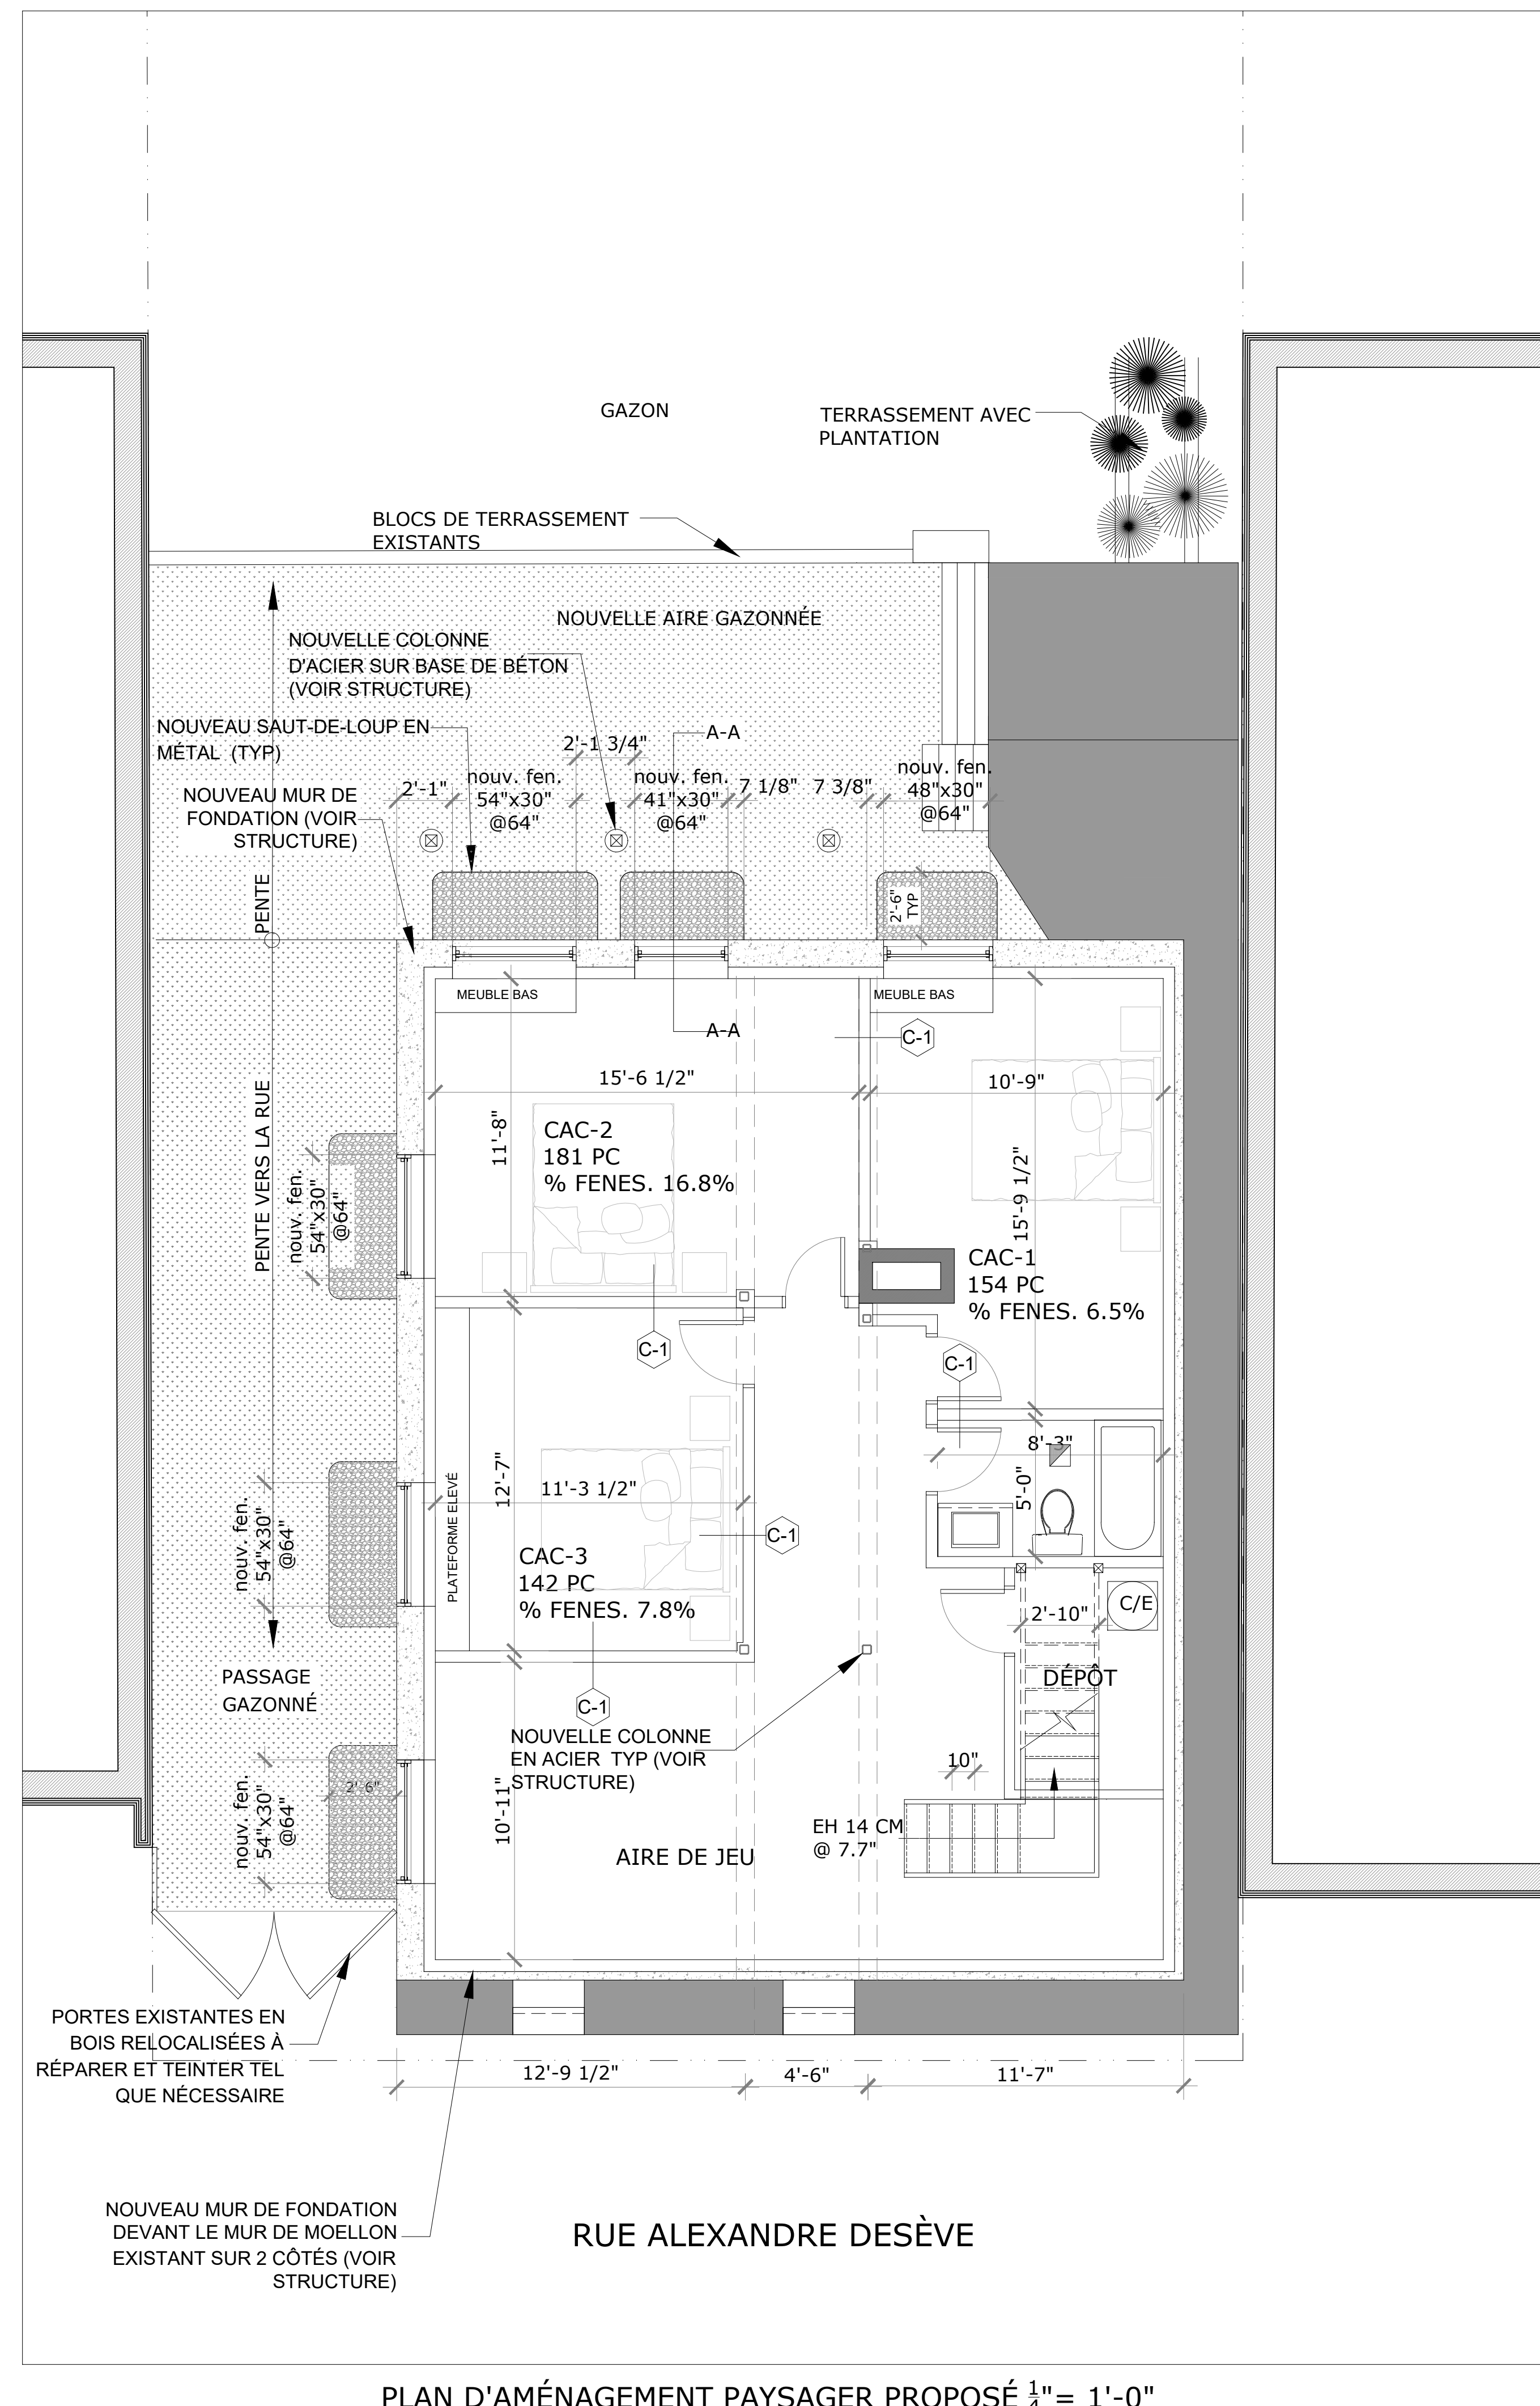 GAZON
TERRASSEMENT AVEC
PLANTATION
BLOCS DE TERRASSEMENT
EXISTANTS
NOUVELLE AIRE GAZONNÉE
NOUVELLE COLONNE
D'ACIER SUR BASE DE BÉTON
(VOIR STRUCTURE)
NOUVEAU SAUT-DE-LOUP EN
MÉTAL (TYP)
A-A
2'-1 3/4"
2'-1"
nouv. fen.
54"x30"
@64"
nouv. fen.
41"x30"
@64"
7 1/8"
7 3/8"
nouv. fen.
48"x30"
@64"
NOUVEAU MUR DE
FONDATION (VOIR
STRUCTURE)
PENTE
2'-6"
TYP
MEUBLE BAS
MEUBLE BAS
A-A
C-1
15'-6 1/2"
10'-9"
PENTE VERS LA RUE
11'-8"
CAC-2
181 PC
% FENES. 16.8%
15'-9 1/2"
nouv. fen.
54"x30"
@64"
CAC-1
154 PC
% FENES. 6.5%
C-1
C-1
8'-3"
5'-0"
PLATEFORME ELEVÉ
12'-7"
11'-3 1/2"
C-1
nouv. fen.
54"x30"
@64"
CAC-3
142 PC
% FENES. 7.8%
2'-10"
C/E
DÉPÔT
PASSAGE
GAZONNÉ
C-1
NOUVELLE COLONNE
EN ACIER TYP (VOIR
STRUCTURE)
10"
nouv. fen.
54"x30"
@64"
2'-6"
10'-11"
EH 14 CM
@ 7.7"
AIRE DE JEU
PORTES EXISTANTES EN
BOIS RELOCALISÉES À
RÉPARER ET TEINTER TEL
QUE NÉCESSAIRE
12'-9 1/2"
4'-6"
11'-7"
NOUVEAU MUR DE FONDATION
DEVANT LE MUR DE MOELLON
EXISTANT SUR 2 CÔTÉS (VOIR
STRUCTURE)
RUE ALEXANDRE DESÈVE
PLAN D'AMÉNAGEMENT PAYSAGER PROPOSÉ 1/4"= 1'-0"